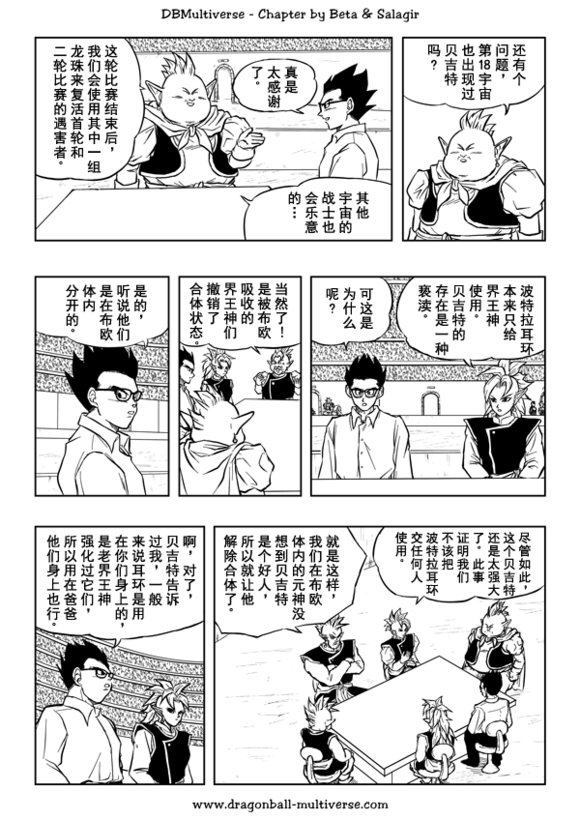 DBMultiverse - Chapter by Beta & Salagir
还有个
问题，
第18宇宙
也出现过
贝吉特
吗？
真是
太感谢
了。
这轮比赛结束后，
我们会使用其中一组
龙珠来复活首轮和
二轮比赛的遇害者。
其他
宇宙的
战士也
会乐意
的…
波特拉耳环
本来只给
界王神
使用。
贝吉特的
存在是一种
亵渎。
可这是
为什么
呢？
当然了！
是被布欧
吸收的
界王神们
撤销了
合体状态。
是的，
听说他们
是在布欧
体内
分开的。
尽管如此，
这个贝吉特
还是太强大
了。此事
证明我们
不该把
波特拉耳环
交任何人
使用。
就是这样，
我们在布欧
体内的元神没
想到贝吉特
是个好人，
所以就让他
解除合体了。
啊，对了，
贝吉特告诉
过我，一般
来说耳环是用
在你们身上的，
是老界王神
强化过它们，
所以用在爸爸
他们身上也行。
www.dragonball-multiverse.com